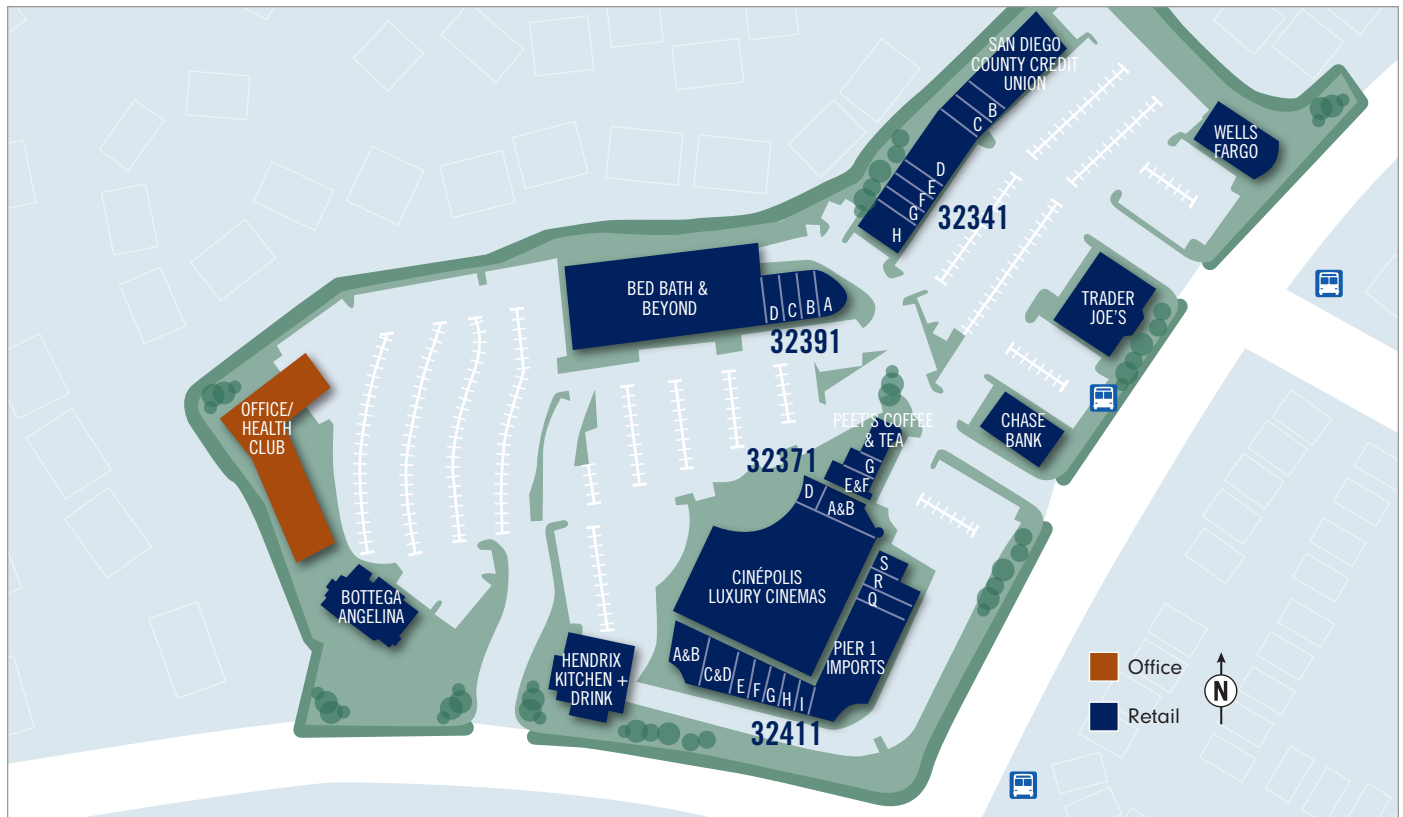 SAN DIEGO
COUNTY CREDIT
UNION
B
C
D
E
F
G
H
32341
WELLS
FARGO
BED BATH &
BEYOND
D
C
B
A
32391
TRADER
JOE'S
CHASE
BANK
OFFICE/
HEALTH
CLUB
PEET'S COFFEE
& TEA
G
E&F
32371
D
A&B
CINÉPOLIS
LUXURY CINEMAS
S
R
Q
PIER 1
IMPORTS
BOTTEGA
ANGELINA
HENDRIX
KITCHEN +
DRINK
A&B
C&D
E
F
G
H
I
32411
Office
Retail
N